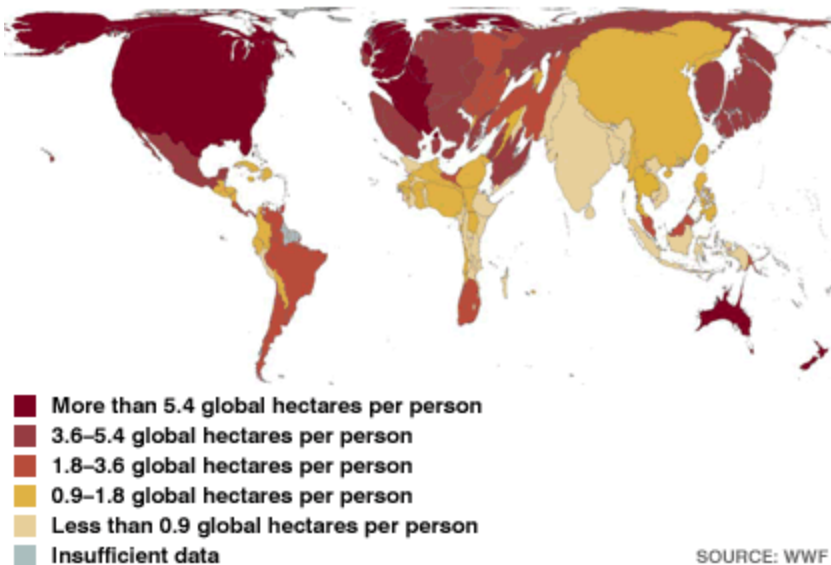 More than 5.4 global hectares per person
3.6–5.4 global hectares per person
1.8–3.6 global hectares per person
0.9–1.8 global hectares per person
Less than 0.9 global hectares per person
Insufficient data
SOURCE: WWF